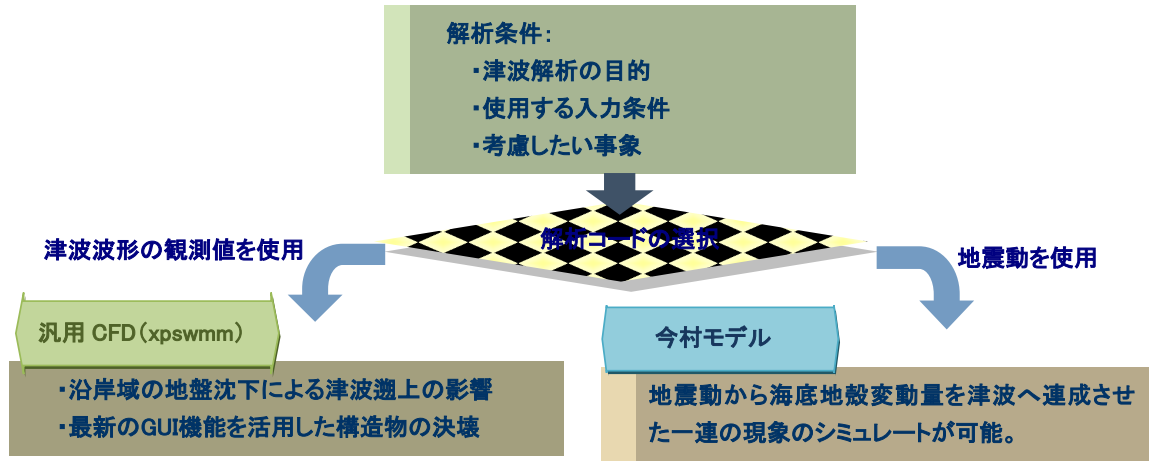 解析条件：
・津波解析の目的
・使用する入力条件
・考慮したい事象
解析コードの選択
津波波形の観測値を使用
地震動を使用
汎用 CFD（xpswmm）
・沿岸域の地盤沈下による津波遡上の影響
・最新のGUI機能を活用した構造物の決壊
今村モデル
地震動から海底地殻変動量を津波へ連成させ
た一連の現象のシミュレートが可能。